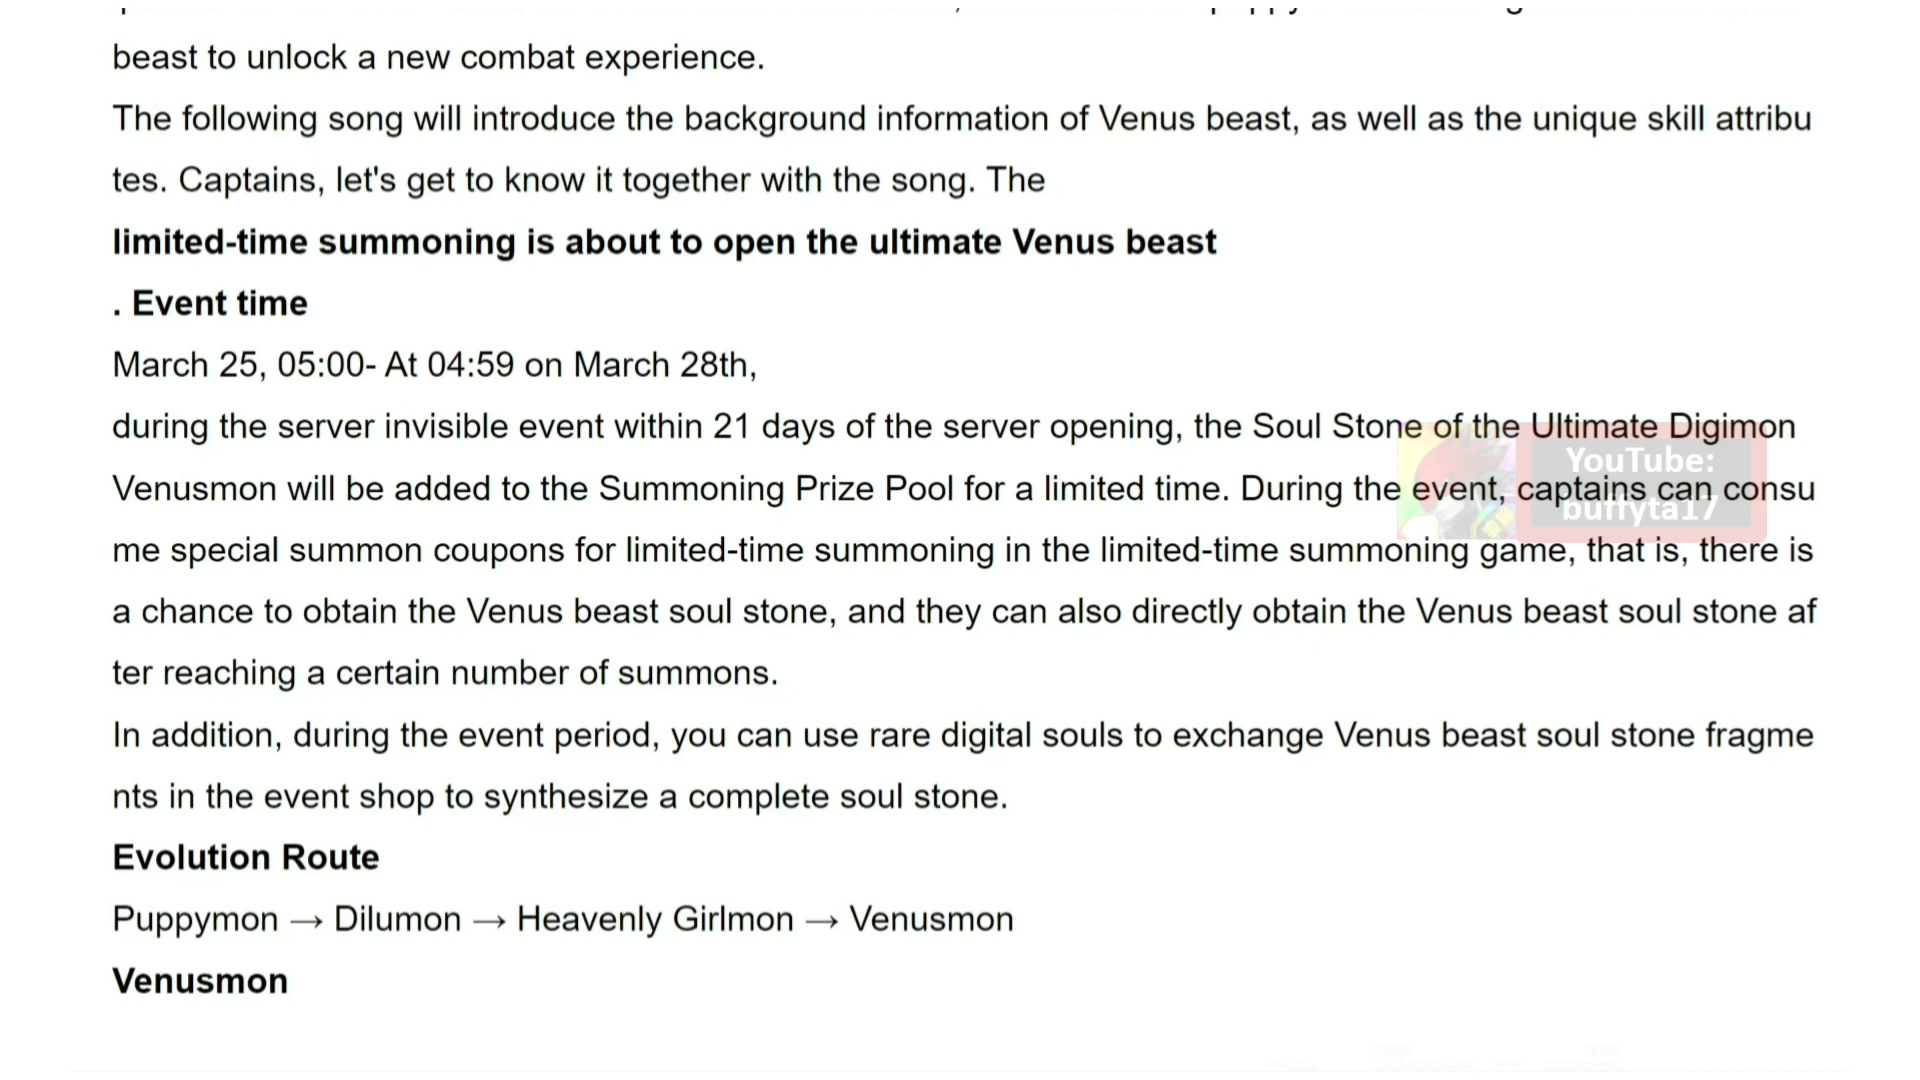 beast to unlock a new combat experience.
The following song will introduce the background information of Venus beast, as well as the unique skill attribu
tes. Captains, let's get to know it together with the song. The
limited-time summoning is about to open the ultimate Venus beast
. Event time
March 25, 05:00- At 04:59 on March 28th,
during the server invisible event within 21 days of the server opening, the Soul Stone of the Ultimate Digimon
YouTube:
Venusmon will be added to the Summoning Prize Pool for a limited time. During the event, captains can consu
buffyta17
me special summon coupons for limited-time summoning in the limited-time summoning game, that is, there is
a chance to obtain the Venus beast soul stone, and they can also directly obtain the Venus beast soul stone af
ter reaching a certain number of summons.
In addition, during the event period, you can use rare digital souls to exchange Venus beast soul stone fragme
nts in the event shop to synthesize a complete soul stone.
Evolution Route
Puppymon → Dilumon → Heavenly Girlmon → Venusmon
Venusmon